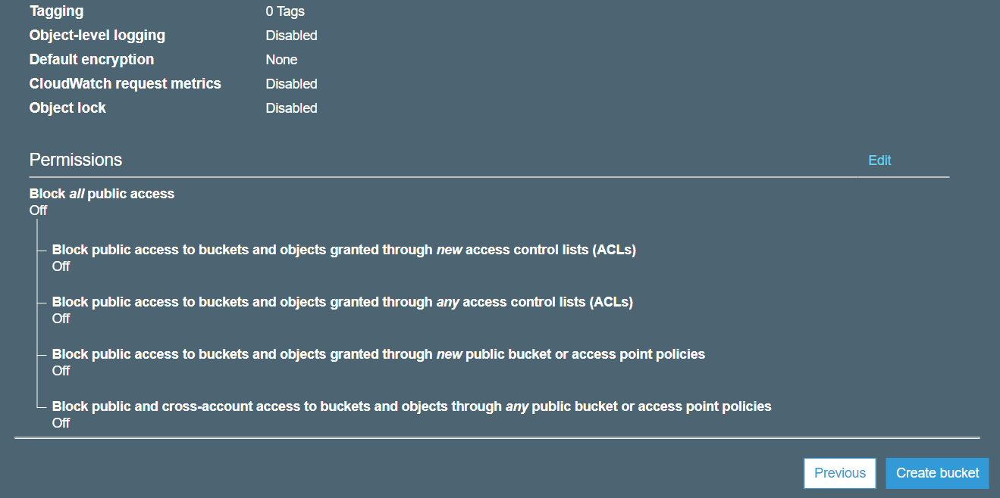 Tagging 0 Tags
Object-level logging Disabled
Default encryption None
CloudWatch request metrics Disabled
Object lock Disabled
Permissions Edit
Block all public access
Off
Block public access to buckets and objects granted through new access control lists (ACLs)
Off
Block public access to buckets and objects granted through any access control lists (ACLs)
Off
Block public access to buckets and objects granted through new public bucket or access point policies
Off
Block public and cross-account access to buckets and objects through any public bucket or access point policies
Off
Previous Create bucket